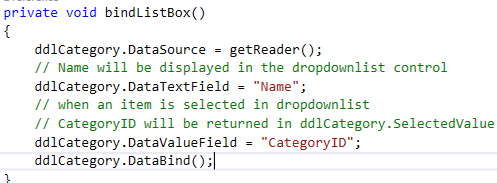 private void bindListBox()
{
ddlCategory.DataSource = getReader();
// Name will be displayed in the dropdownlist control
ddlCategory.DataTextField = "Name";
// when an item is selected in dropdownlist
// CategoryID will be returned in ddlCategory.SelectedValue
ddlCategory.DataValueField = "CategoryID";
ddlCategory.DataBind();
}